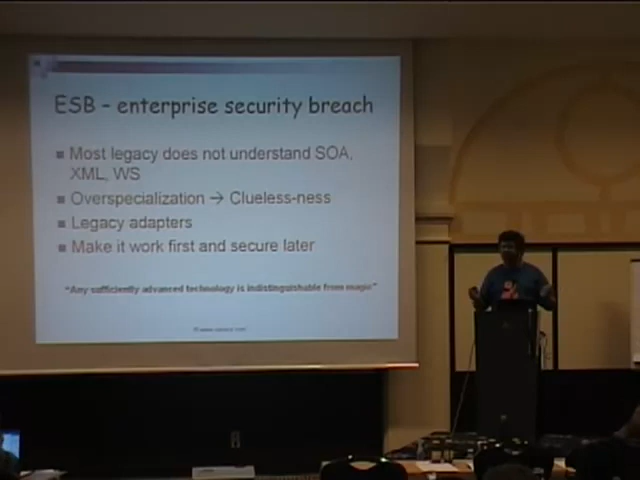 ESB – enterprise security breach
Most legacy does not understand SOA,
XML, WS
Overspecialization → Clueless-ness
Legacy adapters
Make it work first and secure later
"Any sufficiently advanced technology is indistinguishable from magic"